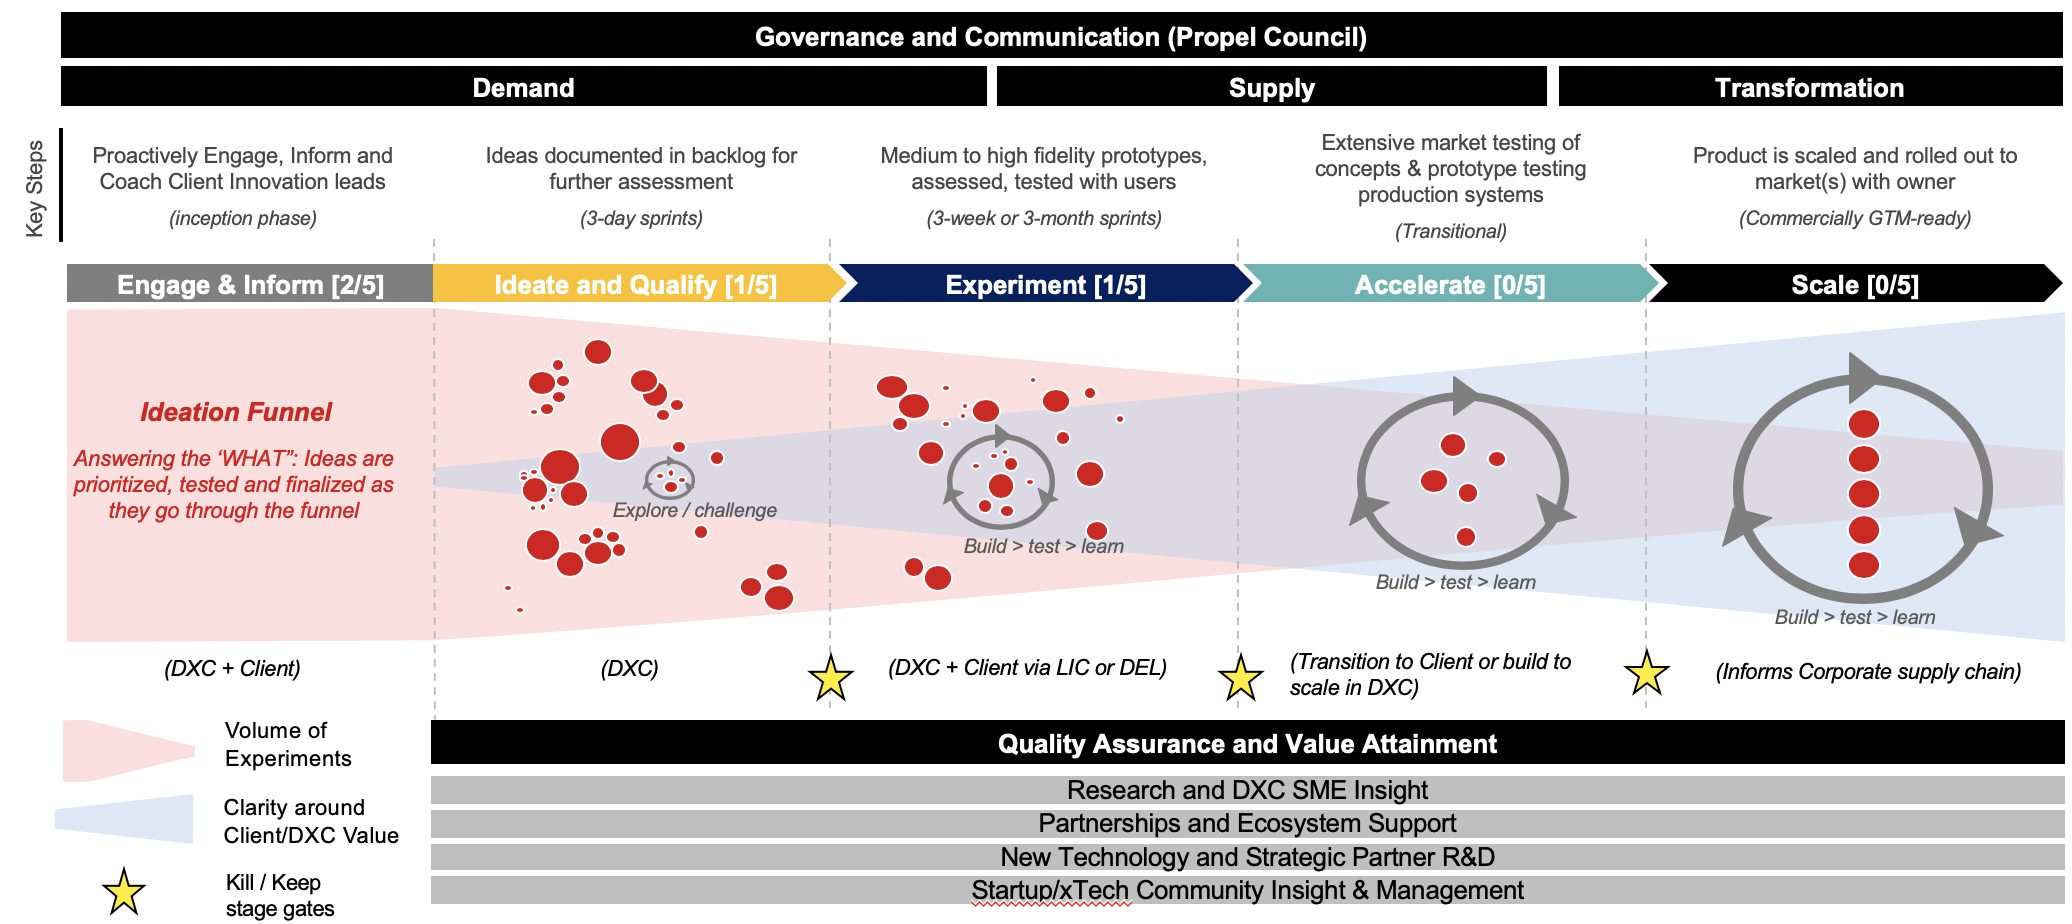 Governance and Communication (Propel Council)
Demand
Supply
Transformation
Key Steps
Proactively Engage, Inform and
Coach Client Innovation leads
(inception phase)
Ideas documented in backlog for
further assessment
(3-day sprints)
Medium to high fidelity prototypes,
assessed, tested with users
(3-week or 3-month sprints)
Extensive market testing of
concepts & prototype testing
production systems
(Transitional)
Product is scaled and rolled out to
market(s) with owner
(Commercially GTM-ready)
Engage & Inform [2/5]
Ideate and Qualify [1/5]
Experiment [1/5]
Accelerate [0/5]
Scale [0/5]
Ideation Funnel
Answering the ‘WHAT”: Ideas are
prioritized, tested and finalized as
they go through the funnel
Explore / challenge
Build > test > learn
Build > test > learn
Build > test > learn
(DXC + Client)
(DXC)
(DXC + Client via LIC or DEL)
(Transition to Client or build to
scale in DXC)
(Informs Corporate supply chain)
Volume of
Experiments
Clarity around
Client/DXC Value
Kill / Keep
stage gates
Quality Assurance and Value Attainment
Research and DXC SME Insight
Partnerships and Ecosystem Support
New Technology and Strategic Partner R&D
Startup/xTech Community Insight & Management